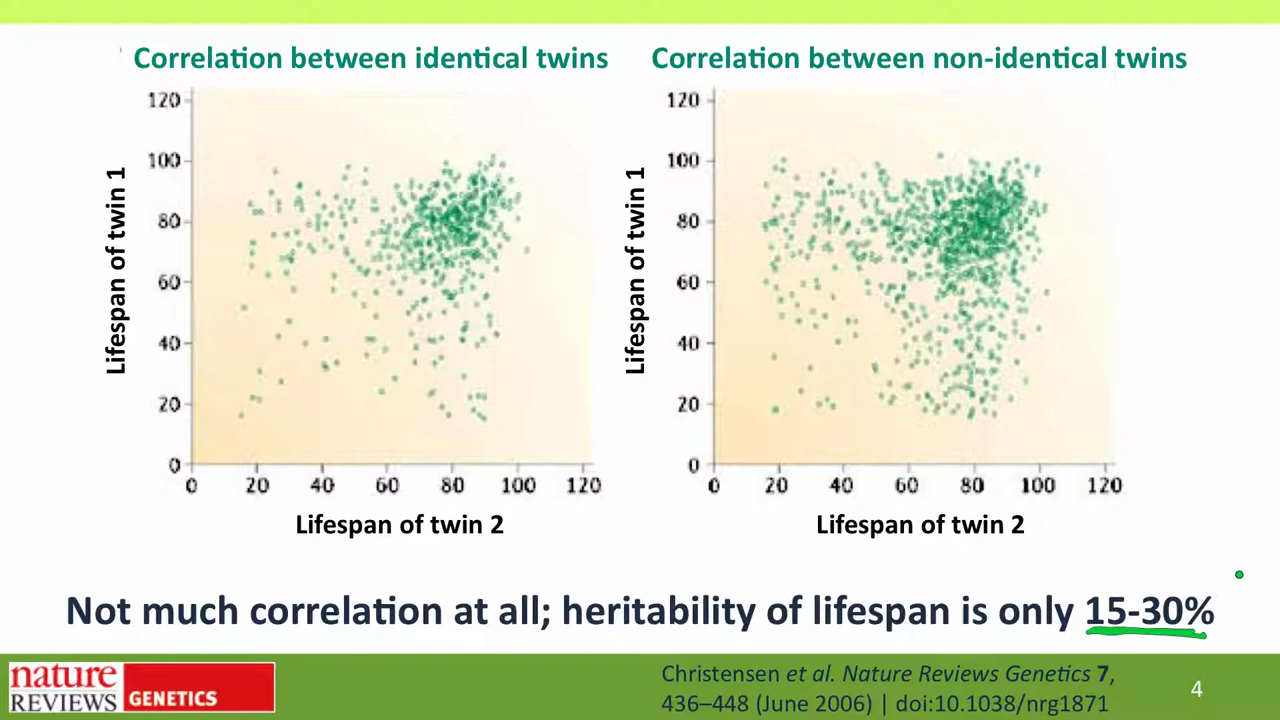 Correlation between identical twins
Correlation between non-identical twins
120
100
80
60
40
20
0
0 20 40 60 80 100 120
Lifespan of twin 1
Lifespan of twin 2
120
100
80
60
40
20
0
0 20 40 60 80 100 120
Lifespan of twin 1
Lifespan of twin 2
Not much correlation at all; heritability of lifespan is only 15-30%
nature
REVIEWS GENETICS
Christensen et al. Nature Reviews Genetics 7,
436–448 (June 2006) | doi:10.1038/nrg1871
4